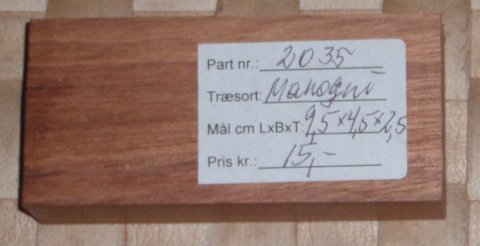 Part nr.: 2035
Træsort: Mahogni
Mål cm LxBxT: 9,5x4,5x2,5
Pris kr.: 15,-